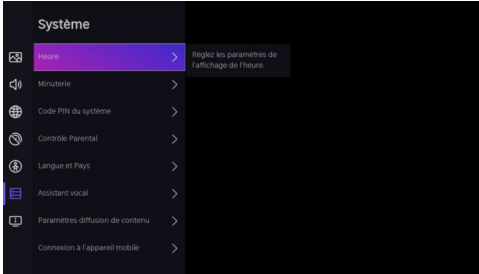 Système
Heure
Réglez les paramètres de
l'affichage de l'heure.
Minuterie
Code PIN du système
Contrôle Parental
Langue et Pays
Assistant vocal
Paramètres diffusion de contenu
Connexion à l'appareil mobile